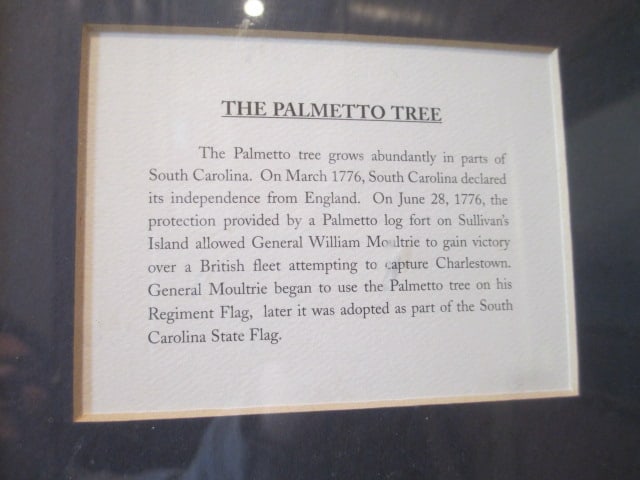 THE PALMETTO TREE
The Palmetto tree grows abundantly in parts of
South Carolina. On March 1776, South Carolina declared
its independence from England. On June 28, 1776, the
protection provided by a Palmetto log fort on Sullivan's
Island allowed General William Moultrie to gain victory
over a British fleet attempting to capture Charlestown.
General Moultrie began to use the Palmetto tree on his
Regiment Flag, later it was adopted as part of the South
Carolina State Flag.